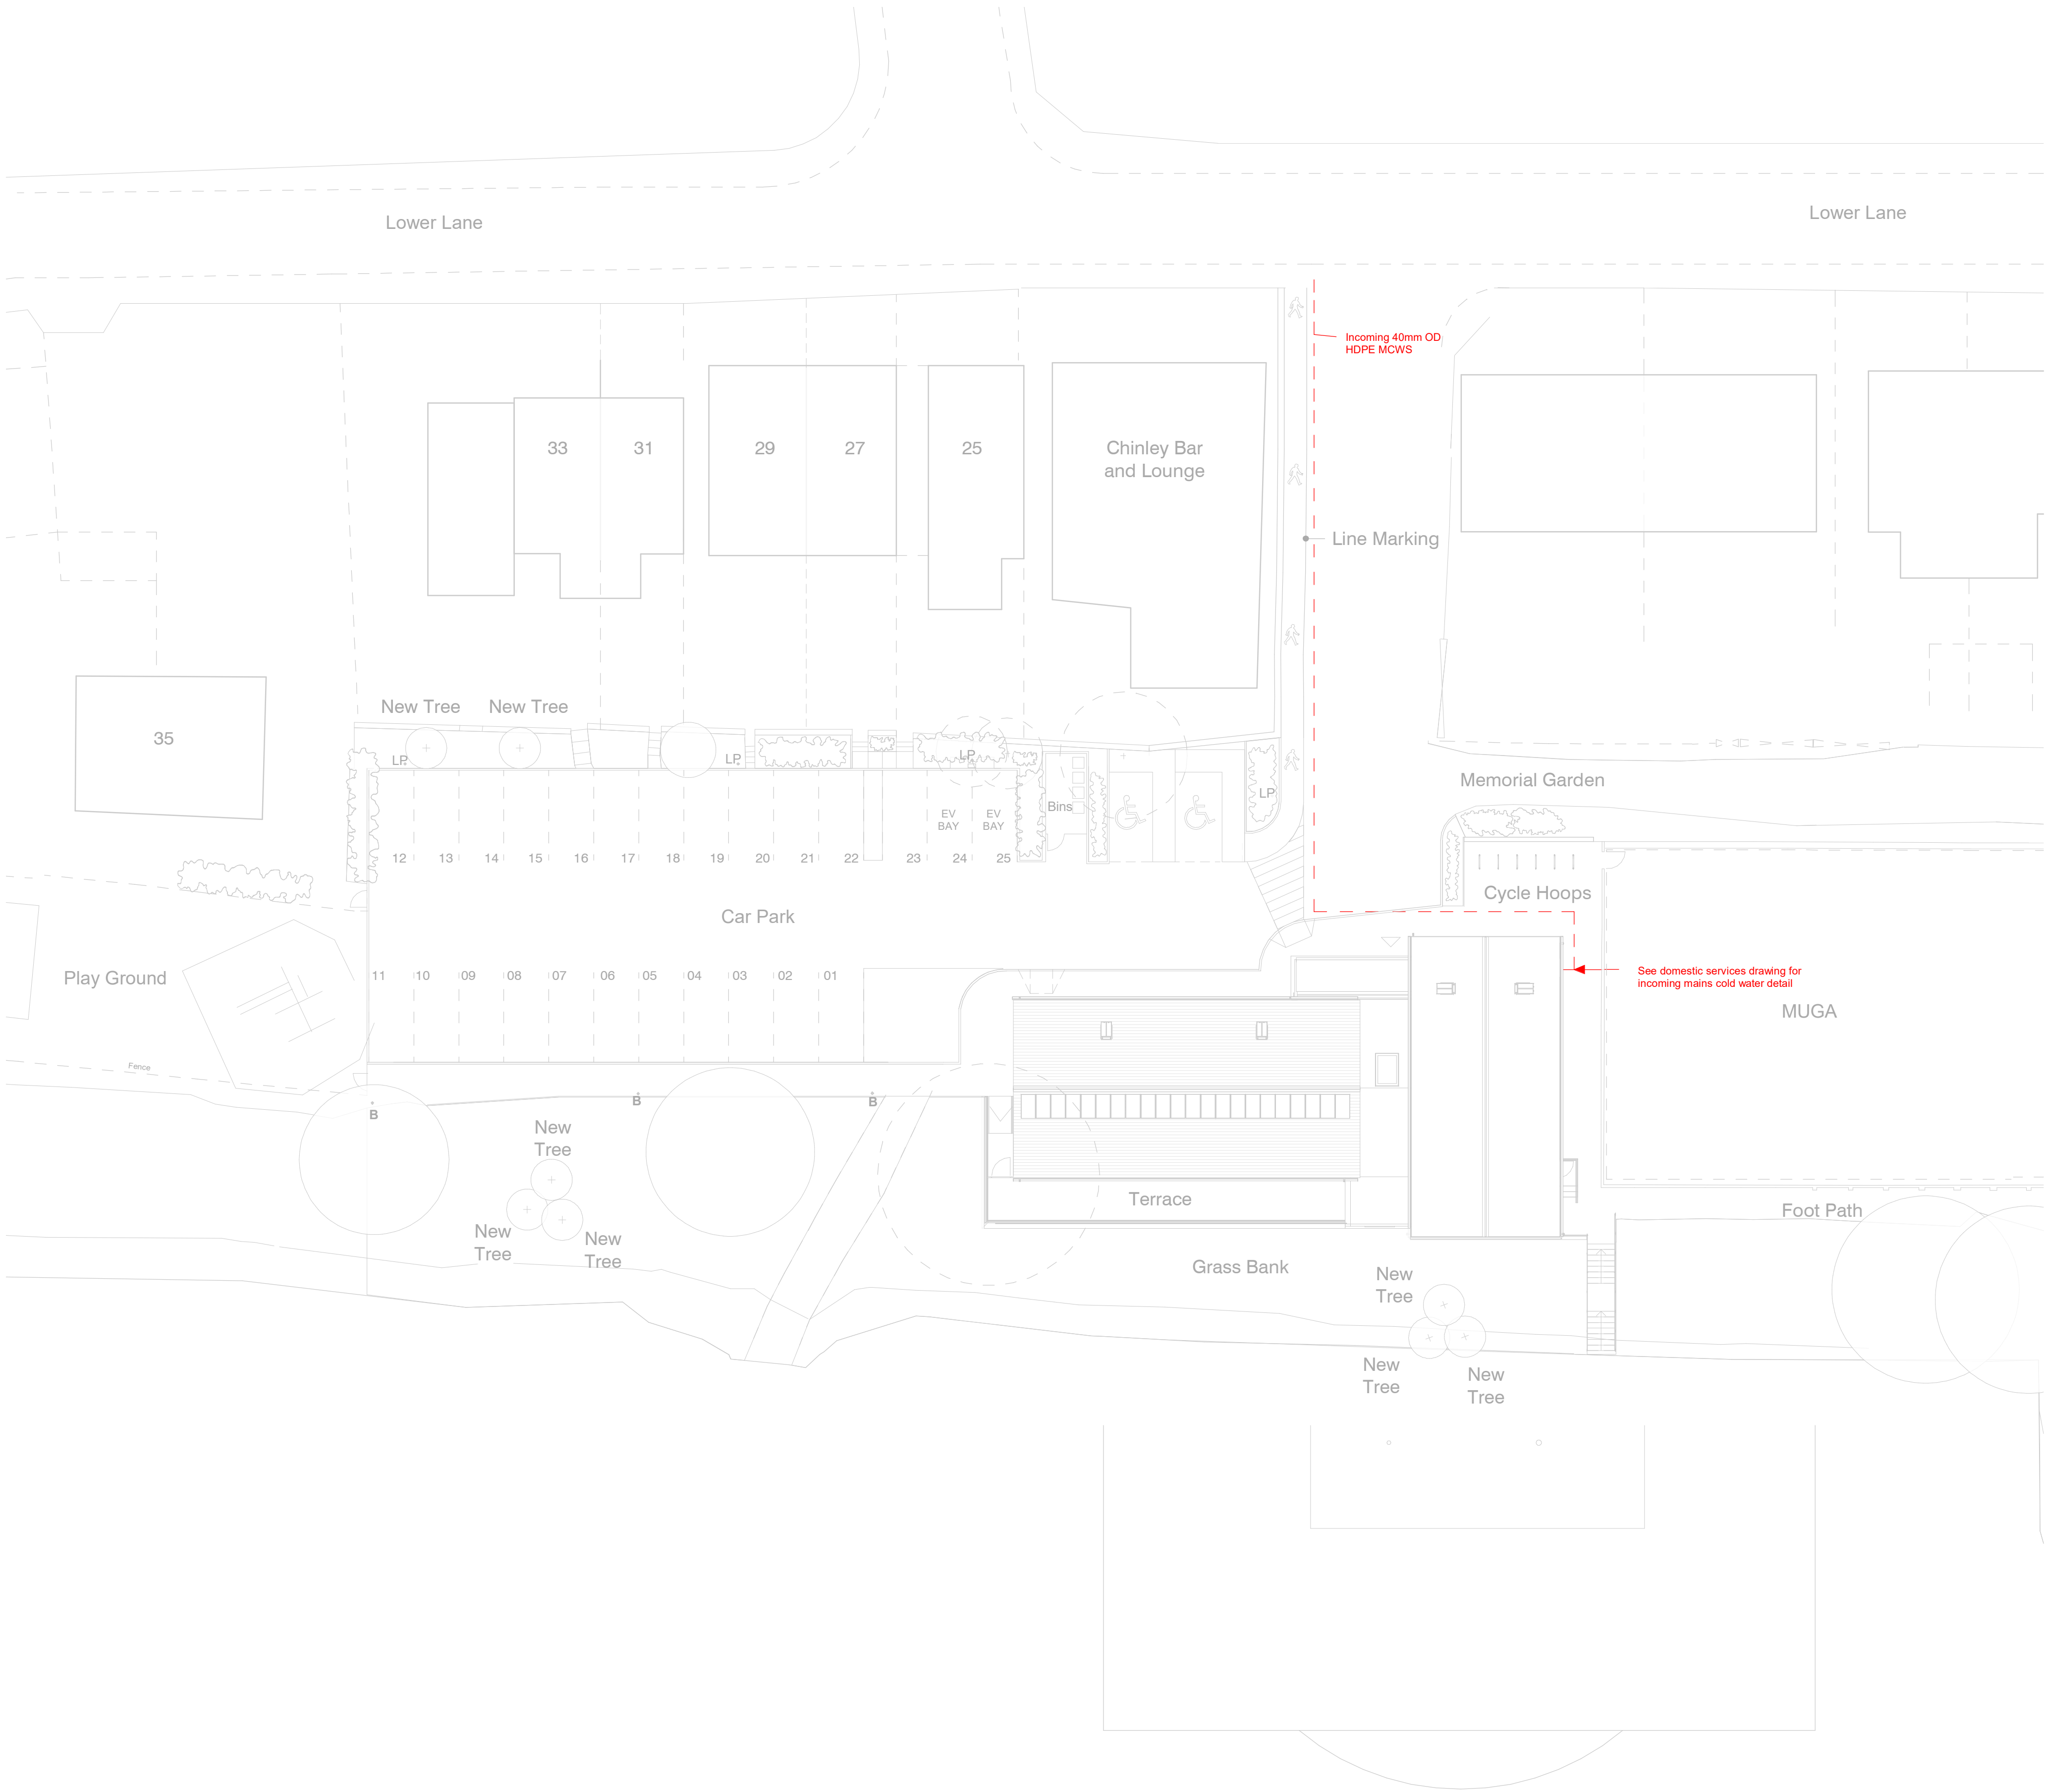 Lower Lane
Lower Lane
Incoming 40mm OD
HDPE MCWS
33
31
29
27
25
Chinley Bar
and Lounge
Line Marking
New Tree
New Tree
35
LP
LP
LP
LP
Bins
Memorial Garden
EV
BAY
EV
BAY
12
13
14
15
16
17
18
19
20
21
22
23
24
25
Cycle Hoops
Car Park
Play Ground
11
10
09
08
07
06
05
04
03
02
01
See domestic services drawing for
incoming mains cold water detail
MUGA
Fence
B
B
B
New
Tree
New
Tree
New
Tree
Terrace
Foot Path
Grass Bank
New
Tree
New
Tree
New
Tree